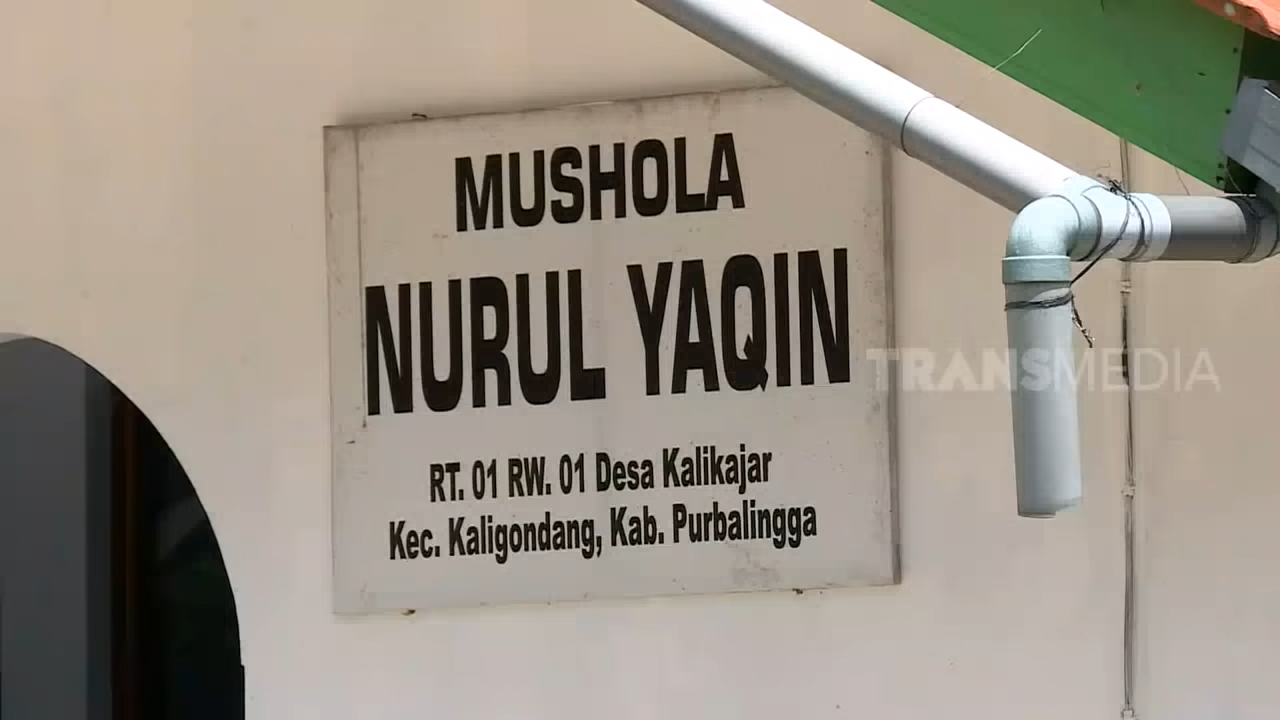 MUSHOLA
NURUL YAQIN
RT. 01 RW. 01 Desa Kalikajar
Kec. Kaligondang, Kab. Purbalingga
TRANSMEDIA